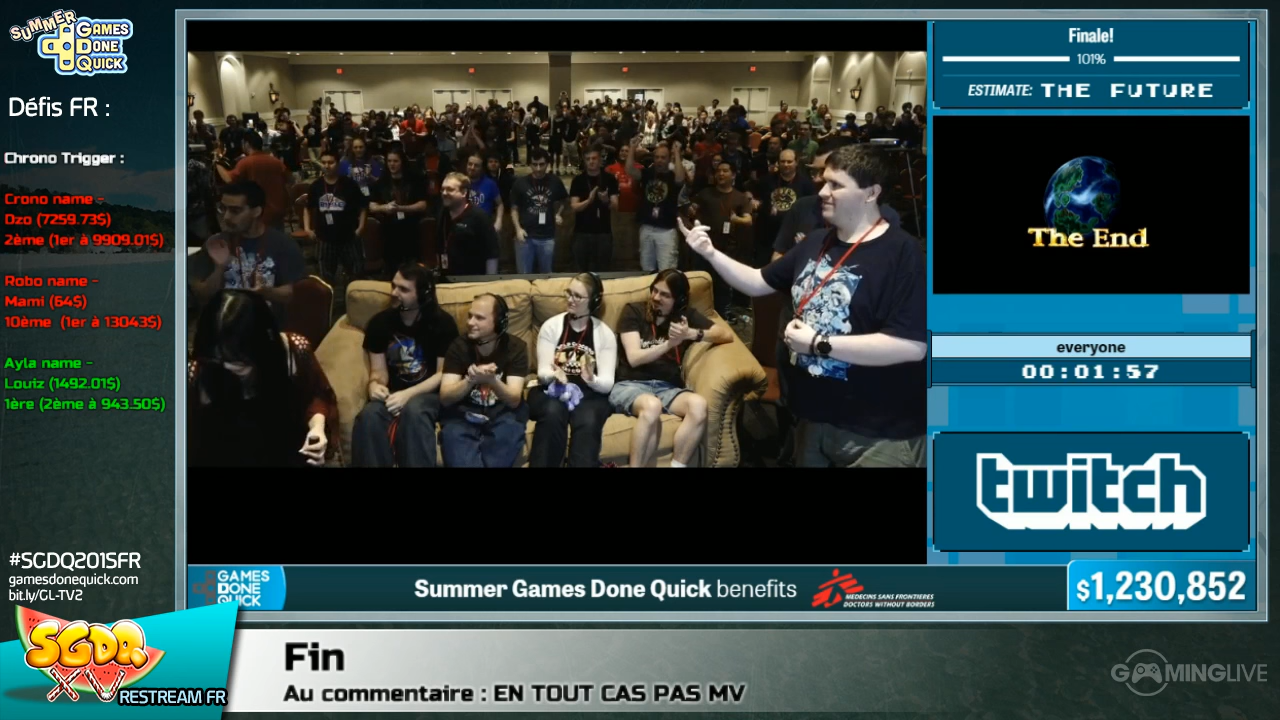 SUMMER GAMES DONE QUICK
Défis FR :
Chrono Trigger :
Crono name -
Dzo (7259.73$)
2ème (1er à 9909.01$)
Robo name -
Mami (64$)
10ème (1er à 13043$)
Ayla name -
Louiz (1492.01$)
1ère (2ème à 943.50$)
#SGDQ2015FR
gamesdonequick.com
bit.ly/GL-TV2
SGDQ
XV
RESTREAM FR
Finale!
101%
ESTIMATE: THE FUTURE
The End
everyone
00:01:57
twitch
GAMES
DONE
QUICK
Summer Games Done Quick benefits
MEDECINS SANS FRONTIERES
DOCTORS WITHOUT BORDERS
$1,230,852
Fin
Au commentaire : EN TOUT CAS PAS MV
GAMINGLIVE